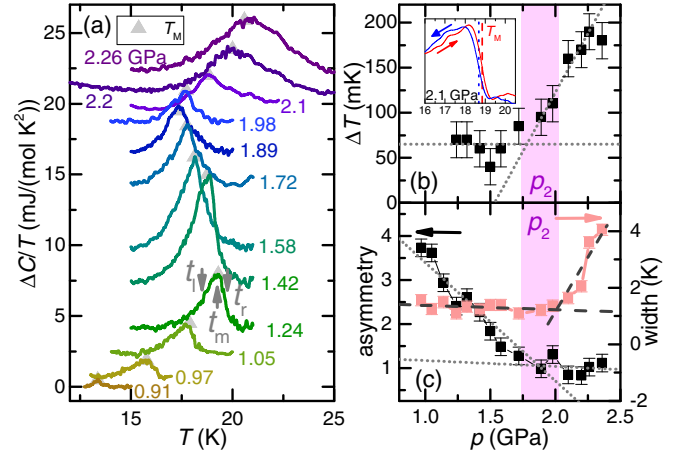 (a)
T_M
2.26 GPa
2.2
2.1
1.98
1.89
1.72
1.58
1.42
1.24
1.05
0.97
0.91
t_l
t_m
t_r
25
20
15
10
5
0
ΔC/T (mJ/(mol K²))
15 20 25
T (K)
200
150
100
50
0
ΔT (mK)
T_M
2.1 GPa
16 17 18 19 20
(b)
p₂
p₂
4
3
2
1
asymmetry
4
2
0
-2
width (K)
(c)
1.0 1.5 2.0 2.5
p (GPa)